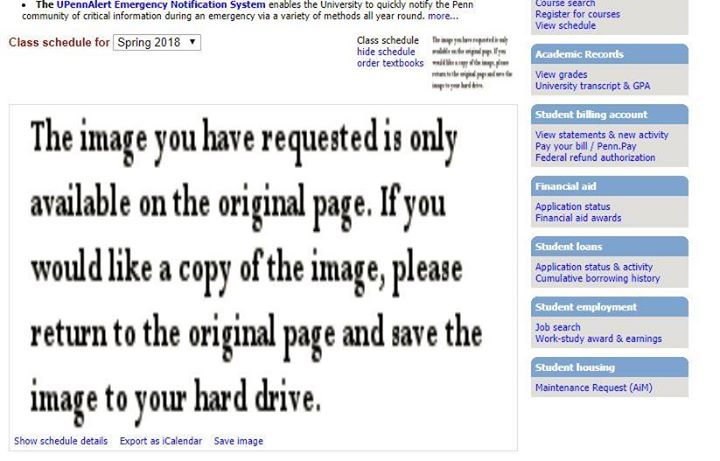 • The UPennAlert Emergency Notification System enables the University to quickly notify the Penn
community of critical information during an emergency via a variety of methods all year round. more...
Class schedule for Spring 2018
Class schedule
hide schedule
order textbooks
The image you have requested is only
available on the original page. If you
would like a copy of the image, please
return to the original page and save the
image to your hard drive.
The image you have requested is only
available on the original page. If you
would like a copy of the image, please
return to the original page and save the
image to your hard drive.
Show schedule details Export as iCalendar Save image
Course search
Register for courses
View schedule
Academic Records
View grades
University transcript & GPA
Student billing account
View statements & new activity
Pay your bill / Penn.Pay
Federal refund authorization
Financial aid
Application status
Financial aid awards
Student loans
Application status & activity
Cumulative borrowing history
Student employment
Job search
Work-study award & earnings
Student housing
Maintenance Request (AiM)